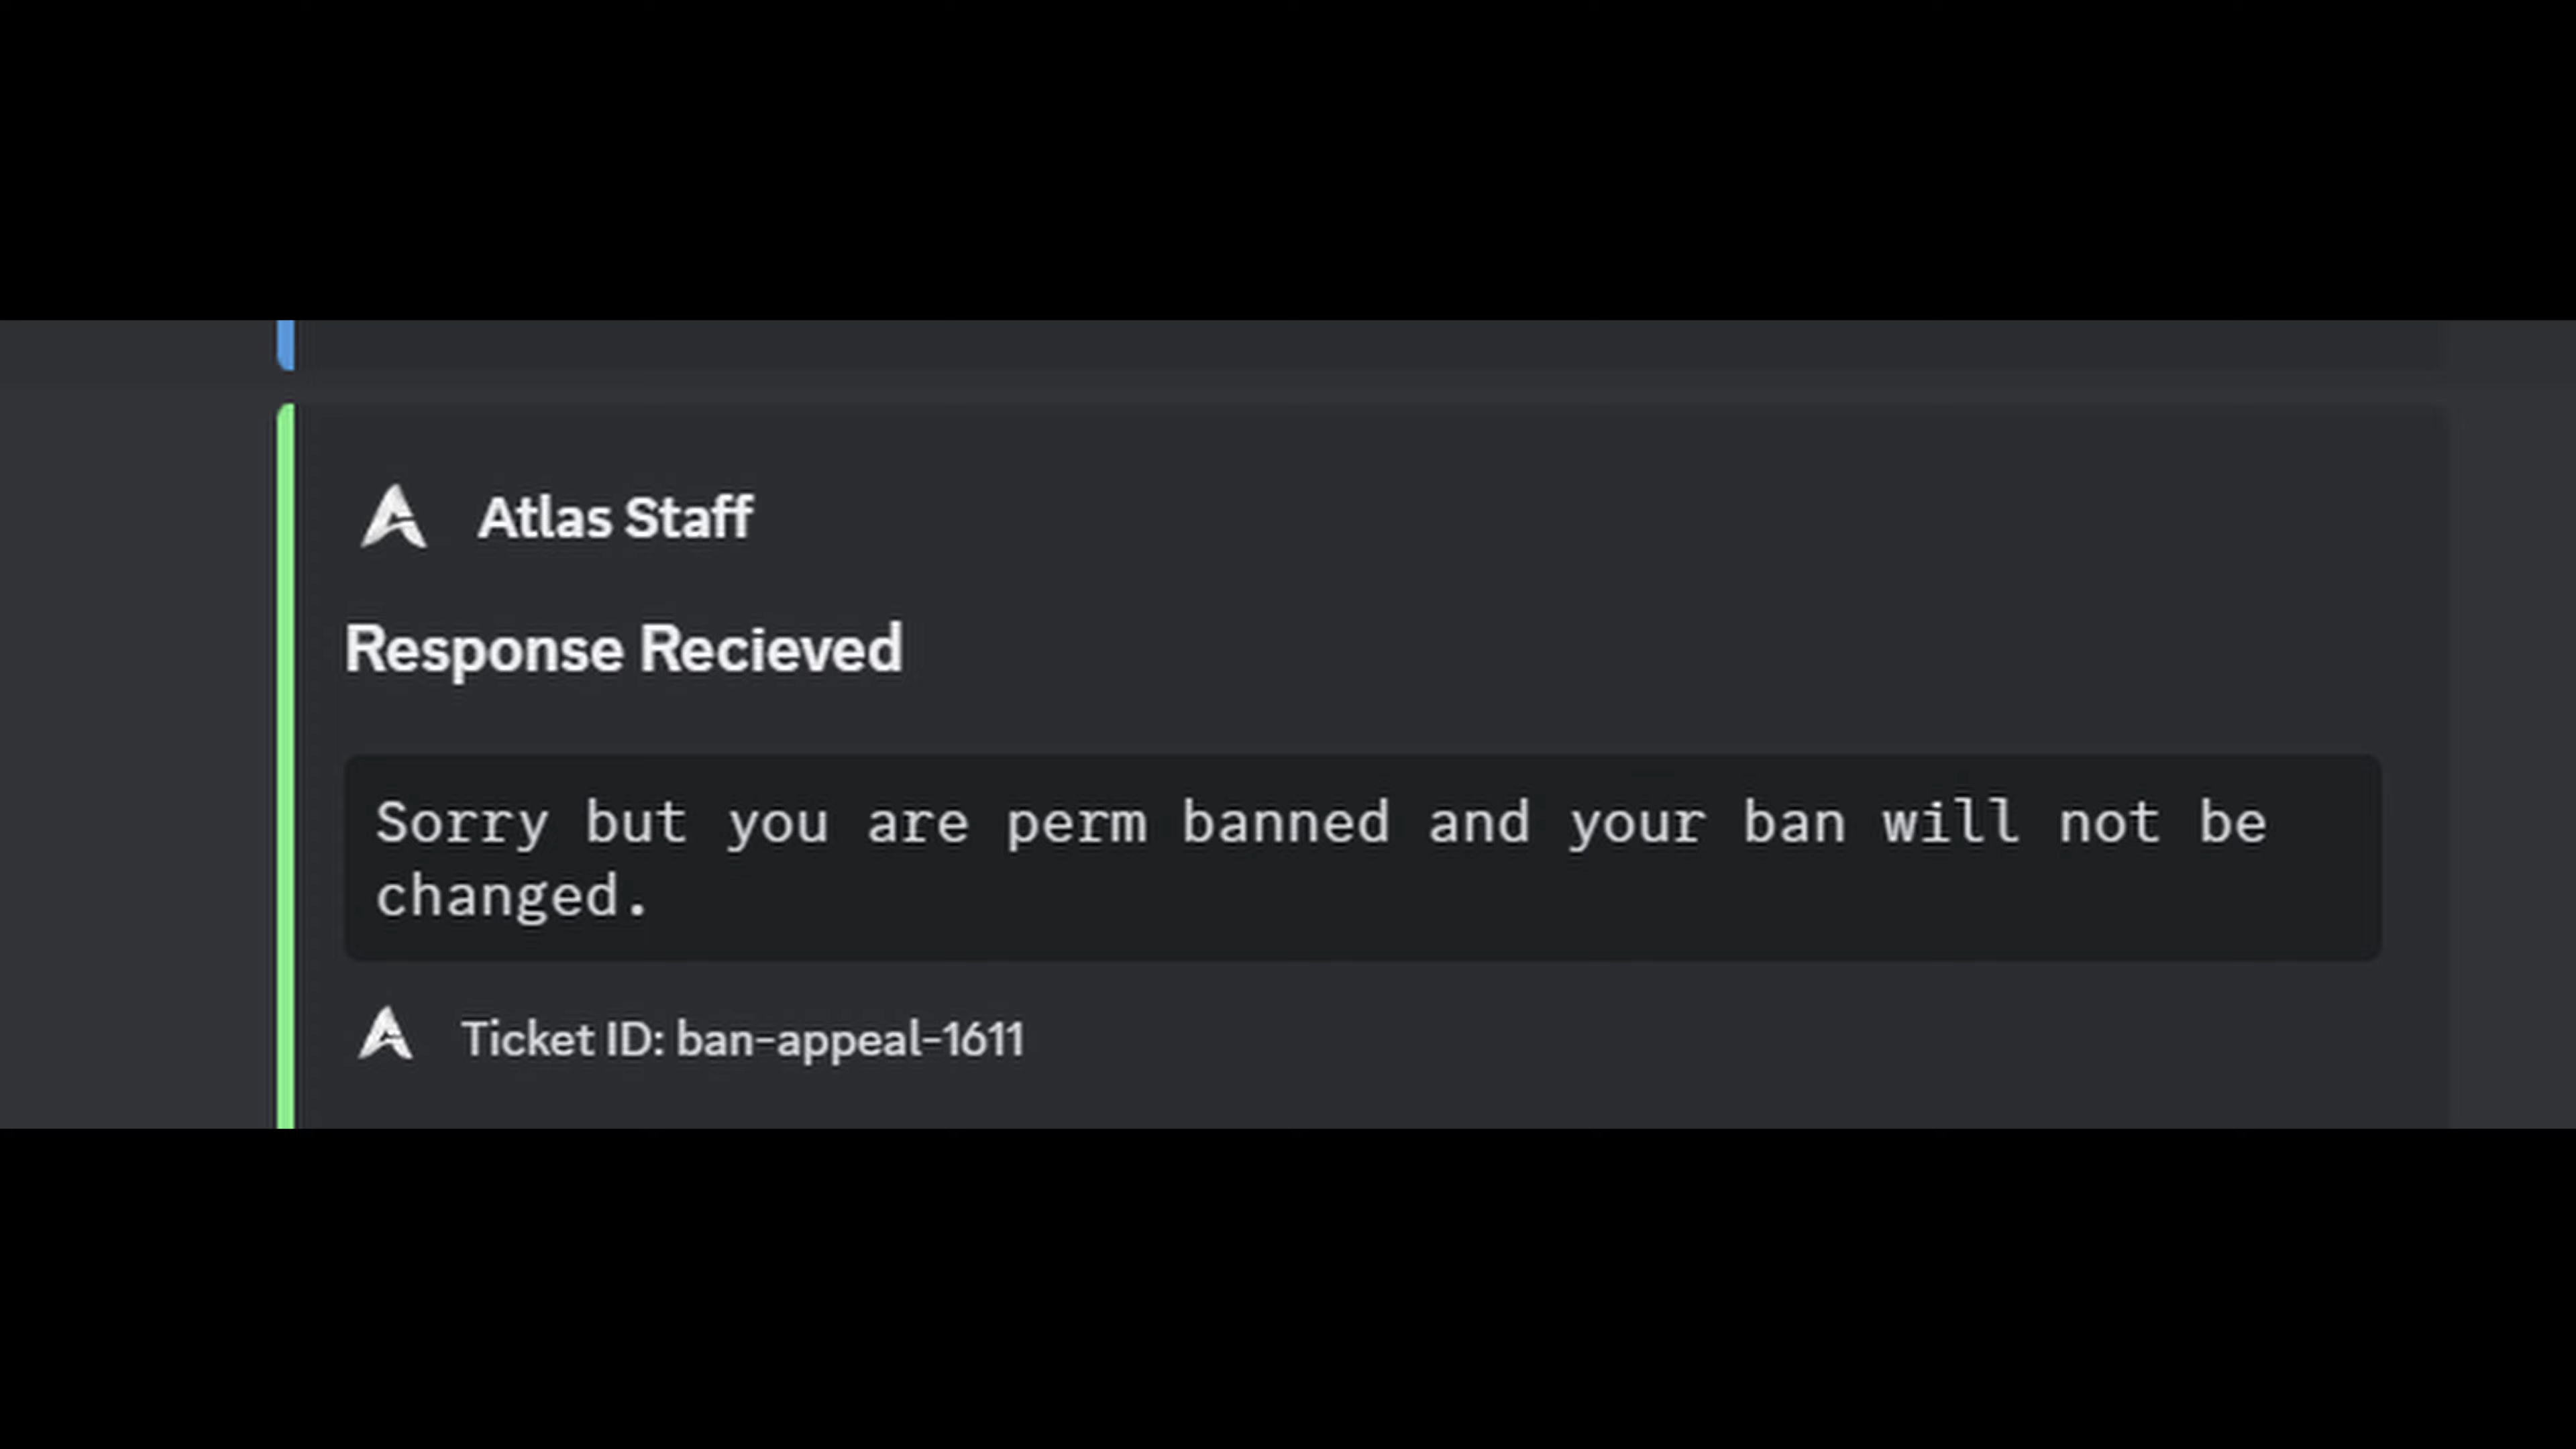 Atlas Staff
Response Recieved
Sorry but you are perm banned and your ban will not be
changed.
Ticket ID: ban-appeal-1611